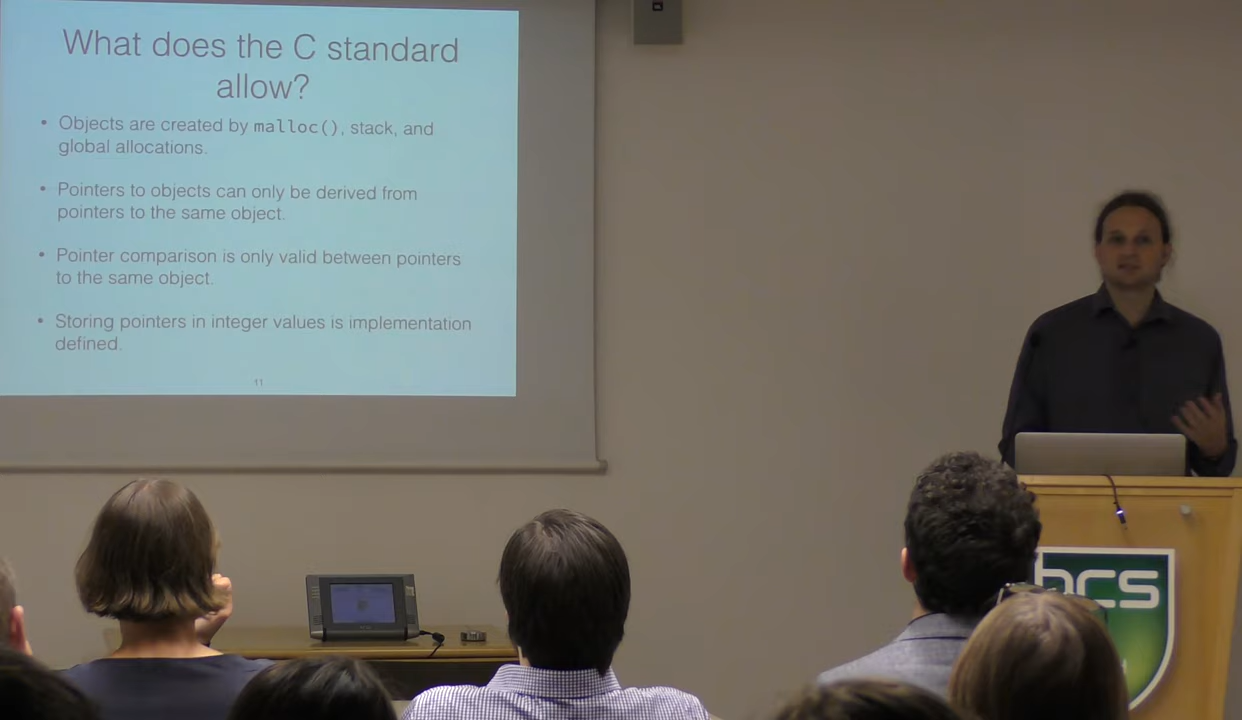 What does the C standard
allow?
• Objects are created by malloc(), stack, and
global allocations.
• Pointers to objects can only be derived from
pointers to the same object.
• Pointer comparison is only valid between pointers
to the same object.
• Storing pointers in integer values is implementation
defined.
11
bcs